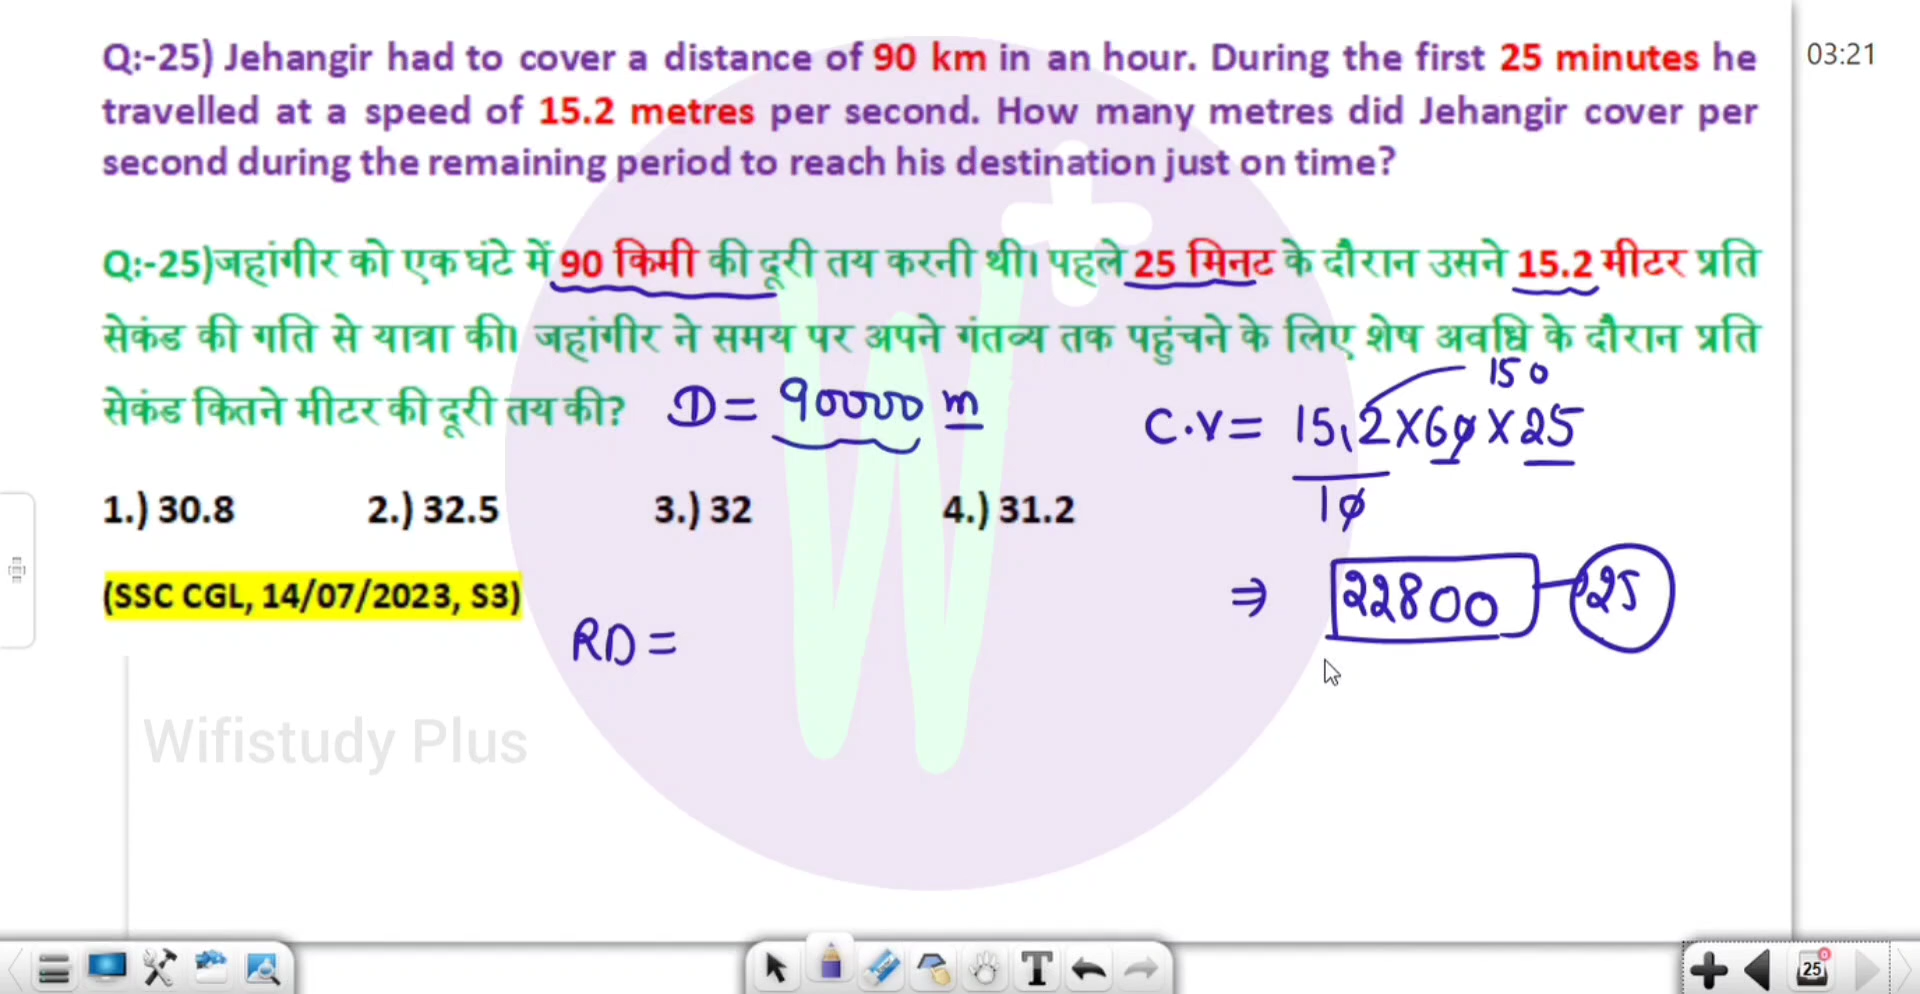 Q:-25) Jehangir had to cover a distance of 90 km in an hour. During the first 25 minutes he
travelled at a speed of 15.2 metres per second. How many metres did Jehangir cover per
second during the remaining period to reach his destination just on time?
03:21
Q:-25)जहांगीर को एक घंटे में 90 किमी की दूरी तय करनी थी। पहले 25 मिनट के दौरान उसने 15.2 मीटर प्रति
सेकंड की गति से यात्रा की। जहांगीर ने समय पर अपने गंतव्य तक पहुंचने के लिए शेष अवधि के दौरान प्रति
सेकंड कितने मीटर की दूरी तय की?
D = 90000 m
150
C.V = 15.2 X 60 X 25
10
1.) 30.8 2.) 32.5 3.) 32 4.) 31.2
(SSC CGL, 14/07/2023, S3)
⇒ 22800 - 25
RD =
Wifistudy Plus
T
25
0